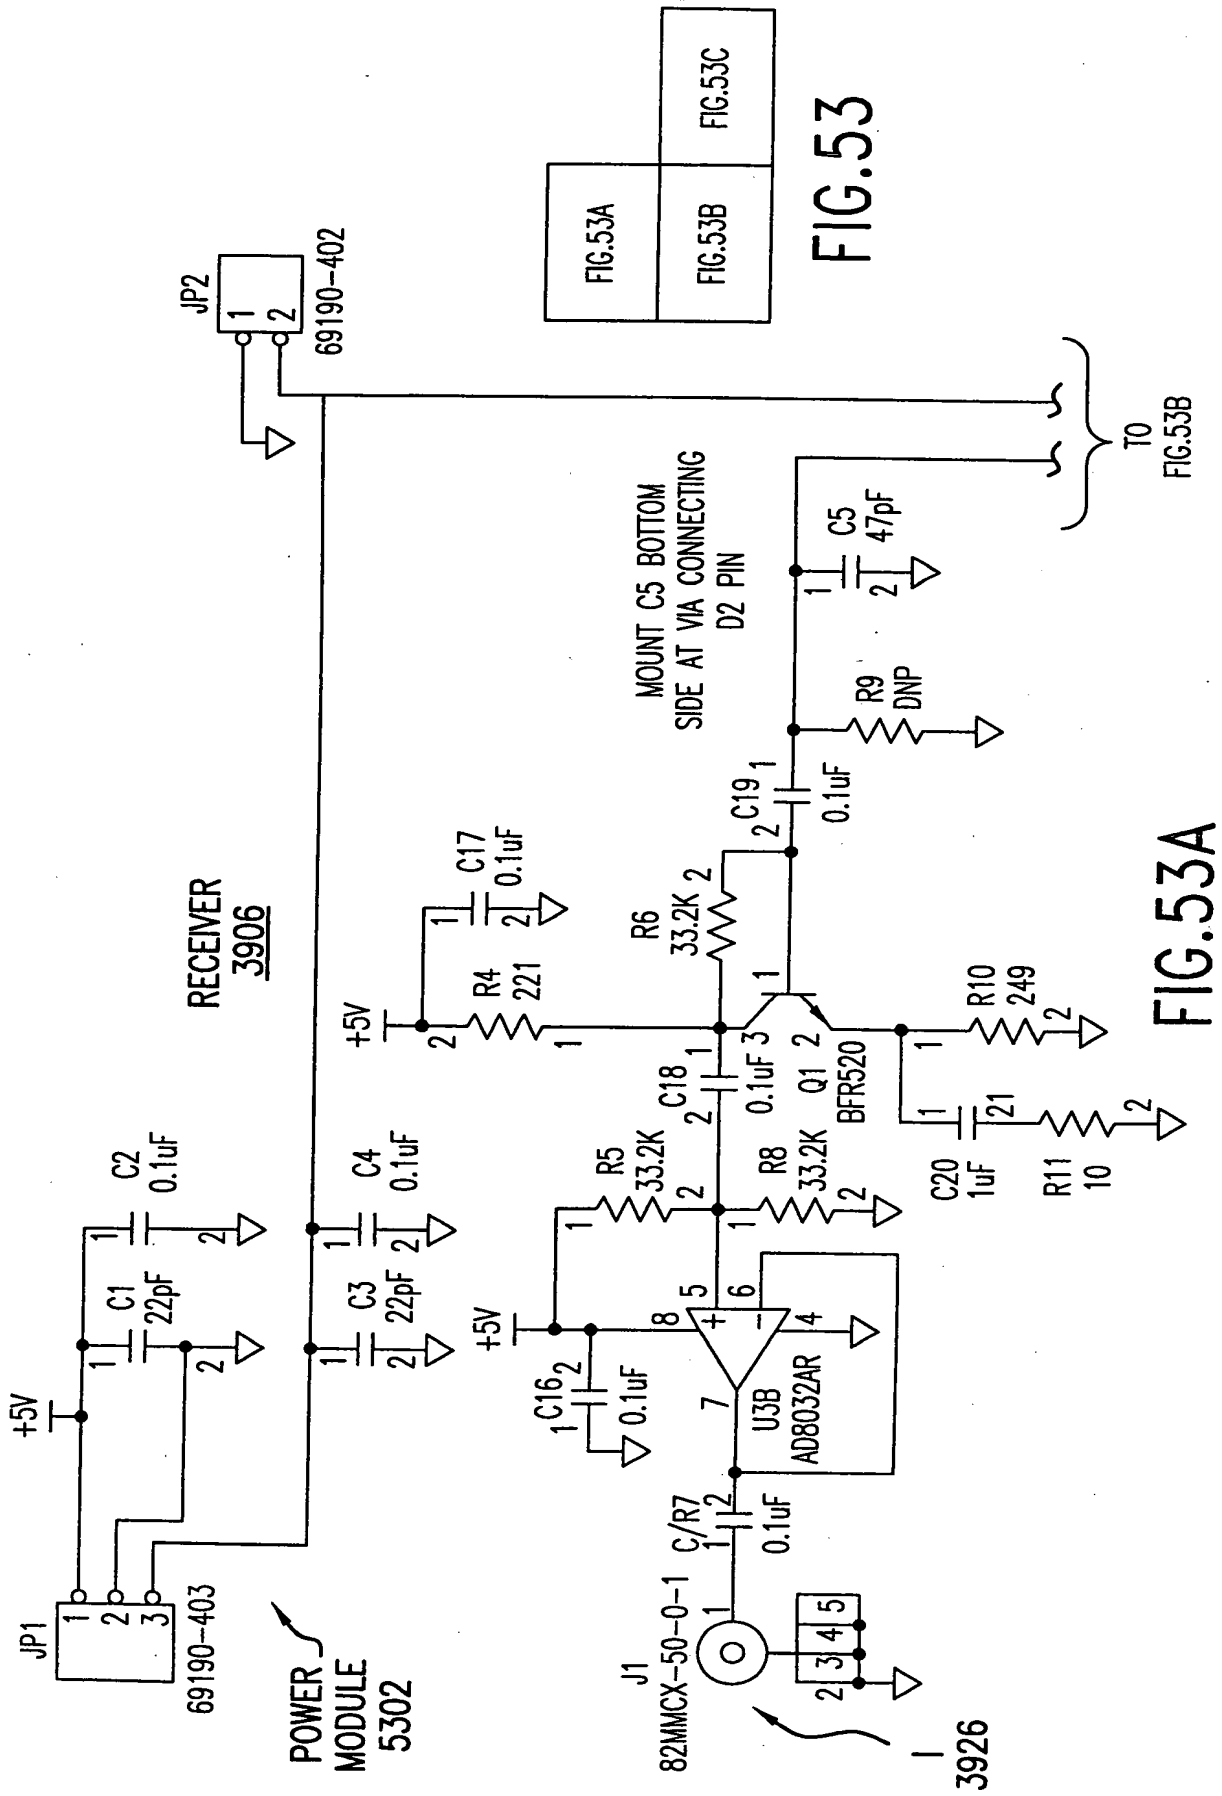 RECEIVER
3906
JP1
1
2
3
69190-403
POWER
MODULE
5302
+5V
1
C1
22pF
2
1
C2
0.1uF
2
1
C3
22pF
2
1
C4
0.1uF
2
JP2
1
2
69190-402
+5V
2
R4
221
1
1
C17
0.1uF
2
+5V
C16
1
2
0.1uF
1
R5
33.2K
2
1
R8
33.2K
2
8
5
+
6
-
4
7
U3B
AD8032AR
C/R7
1
2
0.1uF
J1
82MMCX-50-0-1
1
2
3
4
5
I
3926
C18
2
1
0.1uF
R6
33.2K
2
3
1
2
Q1
BFR520
C19
2
1
0.1uF
R9
DNP
1
C5
47pF
2
MOUNT C5 BOTTOM
SIDE AT VIA CONNECTING
D2 PIN
1
C20
1uF
21
R11
10
2
1
R10
249
2
TO
FIG.53B
FIG.53A
FIG.53A
FIG.53B
FIG.53C
FIG.53